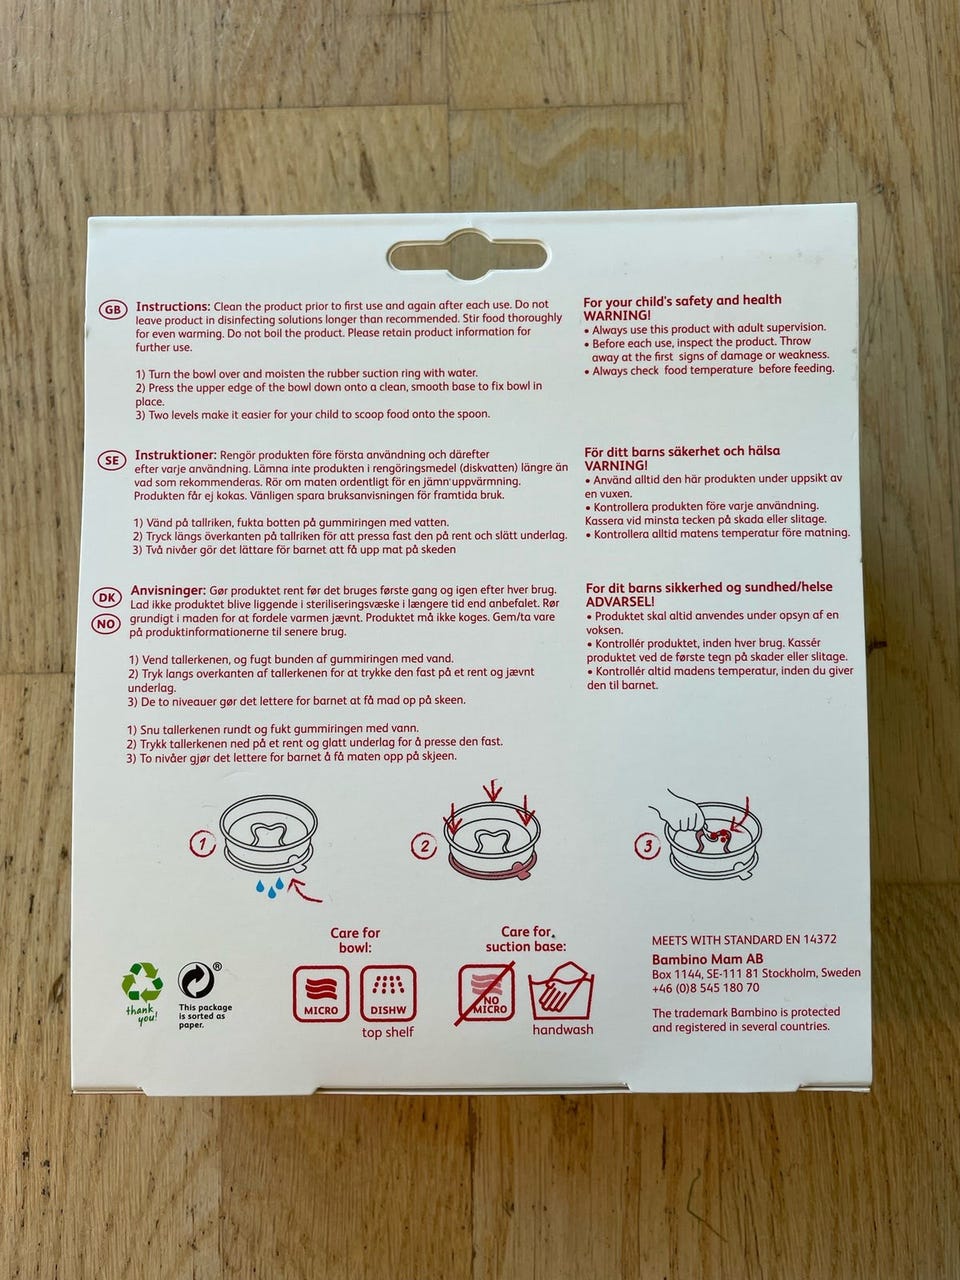 GB
Instructions: Clean the product prior to first use and again after each use. Do not
leave product in disinfecting solutions longer than recommended. Stir food thoroughly
for even warming. Do not boil the product. Please retain product information for
further use.
1) Turn the bowl over and moisten the rubber suction ring with water.
2) Press the upper edge of the bowl down onto a clean, smooth base to fix bowl in
place.
3) Two levels make it easier for your child to scoop food onto the spoon.
For your child's safety and health
WARNING!
• Always use this product with adult supervision.
• Before each use, inspect the product. Throw
away at the first signs of damage or weakness.
• Always check food temperature before feeding.
SE
Instruktioner: Rengör produkten före första användning och därefter
efter varje användning. Lämna inte produkten i rengöringsmedel (diskvatten) längre än
vad som rekommenderas. Rör om maten ordentligt för en jämn uppvärmning.
Produkten får ej kokas. Vänligen spara bruksanvisningen för framtida bruk.
1) Vänd på tallriken, fukta botten på gummiringen med vatten.
2) Tryck längs överkanten på tallriken för att pressa fast den på rent och slätt underlag.
3) Två nivåer gör det lättare för barnet att få upp mat på skeden
För ditt barns säkerhet och hälsa
VARNING!
• Använd alltid den här produkten under uppsikt av
en vuxen.
• Kontrollera produkten före varje användning.
Kassera vid minsta tecken på skada eller slitage.
• Kontrollera alltid matens temperatur före matning.
DK
NO
Anvisninger: Gør produktet rent før det bruges første gang og igen efter hver brug.
Lad ikke produktet blive liggende i steriliseringsvæske i længere tid end anbefalet. Rør
grundigt i maden for at fordele varmen jævnt. Produktet må ikke koges. Gem/ta vare
på produktinformationerne til senere brug.
1) Vend tallerkenen, og fugt bunden af gummiringen med vand.
2) Tryk langs overkanten af tallerkenen for at trykke den fast på et rent og jævnt
underlag.
3) De to niveauer gør det lettere for barnet at få mad op på skeen.
1) Snu tallerkenen rundt og fukt gummiringen med vann.
2) Trykk tallerkenen ned på et rent og glatt underlag for å presse den fast.
3) To nivåer gjør det lettere for barnet å få maten opp på skjeen.
For dit barns sikkerhed og sundhed/helse
ADVARSEL!
• Produktet skal altid anvendes under opsyn af en
voksen.
• Kontrollér produktet, inden hver brug. Kassér
produktet ved de første tegn på skader eller slitage.
• Kontrollér altid madens temperatur, inden du giver
den til barnet.
1
2
3
thank
you!
®
This package
is sorted as
paper.
Care for
bowl:
MICRO
DISHW
top shelf
Care for
suction base:
NO
MICRO
handwash
MEETS WITH STANDARD EN 14372
Bambino Mam AB
Box 1144, SE-111 81 Stockholm, Sweden
+46 (0)8 545 180 70
The trademark Bambino is protected
and registered in several countries.